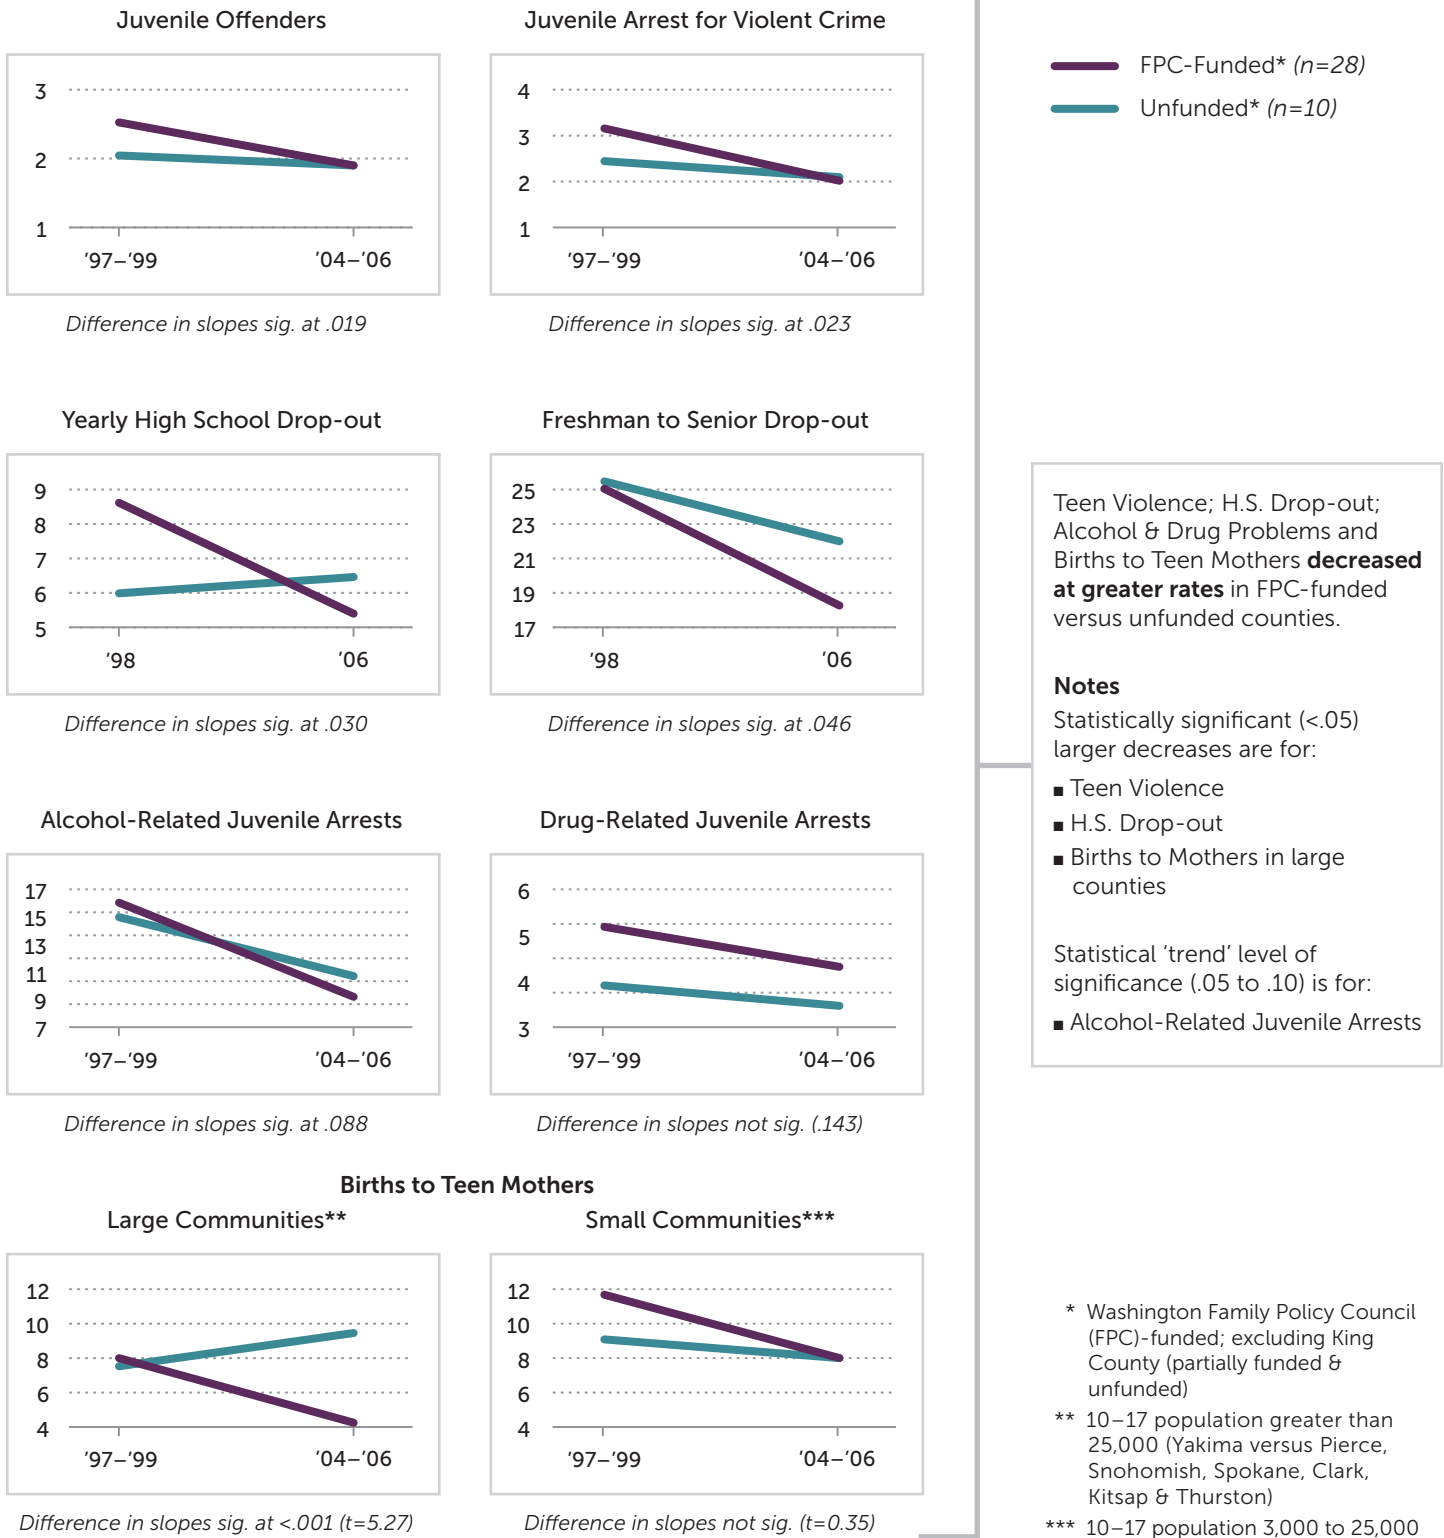 Juvenile Offenders
3
2
1
'97–'99
'04–'06
Difference in slopes sig. at .019
Juvenile Arrest for Violent Crime
4
3
2
1
'97–'99
'04–'06
Difference in slopes sig. at .023
FPC-Funded* (n=28)
Unfunded* (n=10)
Yearly High School Drop-out
9
8
7
6
5
'98
'06
Difference in slopes sig. at .030
Freshman to Senior Drop-out
25
23
21
19
17
'98
'06
Difference in slopes sig. at .046
Alcohol-Related Juvenile Arrests
17
15
13
11
9
7
'97–'99
'04–'06
Difference in slopes sig. at .088
Drug-Related Juvenile Arrests
6
5
4
3
'97–'99
'04–'06
Difference in slopes not sig. (.143)
Births to Teen Mothers
Large Communities**
12
10
8
6
4
'97–'99
'04–'06
Difference in slopes sig. at <.001 (t=5.27)
Small Communities***
12
10
8
6
4
'97–'99
'04–'06
Difference in slopes not sig. (t=0.35)
Teen Violence; H.S. Drop-out;
Alcohol & Drug Problems and
Births to Teen Mothers decreased
at greater rates in FPC-funded
versus unfunded counties.
Notes
Statistically significant (<.05)
larger decreases are for:
■ Teen Violence
■ H.S. Drop-out
■ Births to Mothers in large
counties
Statistical ‘trend’ level of
significance (.05 to .10) is for:
■ Alcohol-Related Juvenile Arrests
* Washington Family Policy Council
(FPC)-funded; excluding King
County (partially funded &
unfunded)
** 10–17 population greater than
25,000 (Yakima versus Pierce,
Snohomish, Spokane, Clark,
Kitsap & Thurston)
*** 10–17 population 3,000 to 25,000